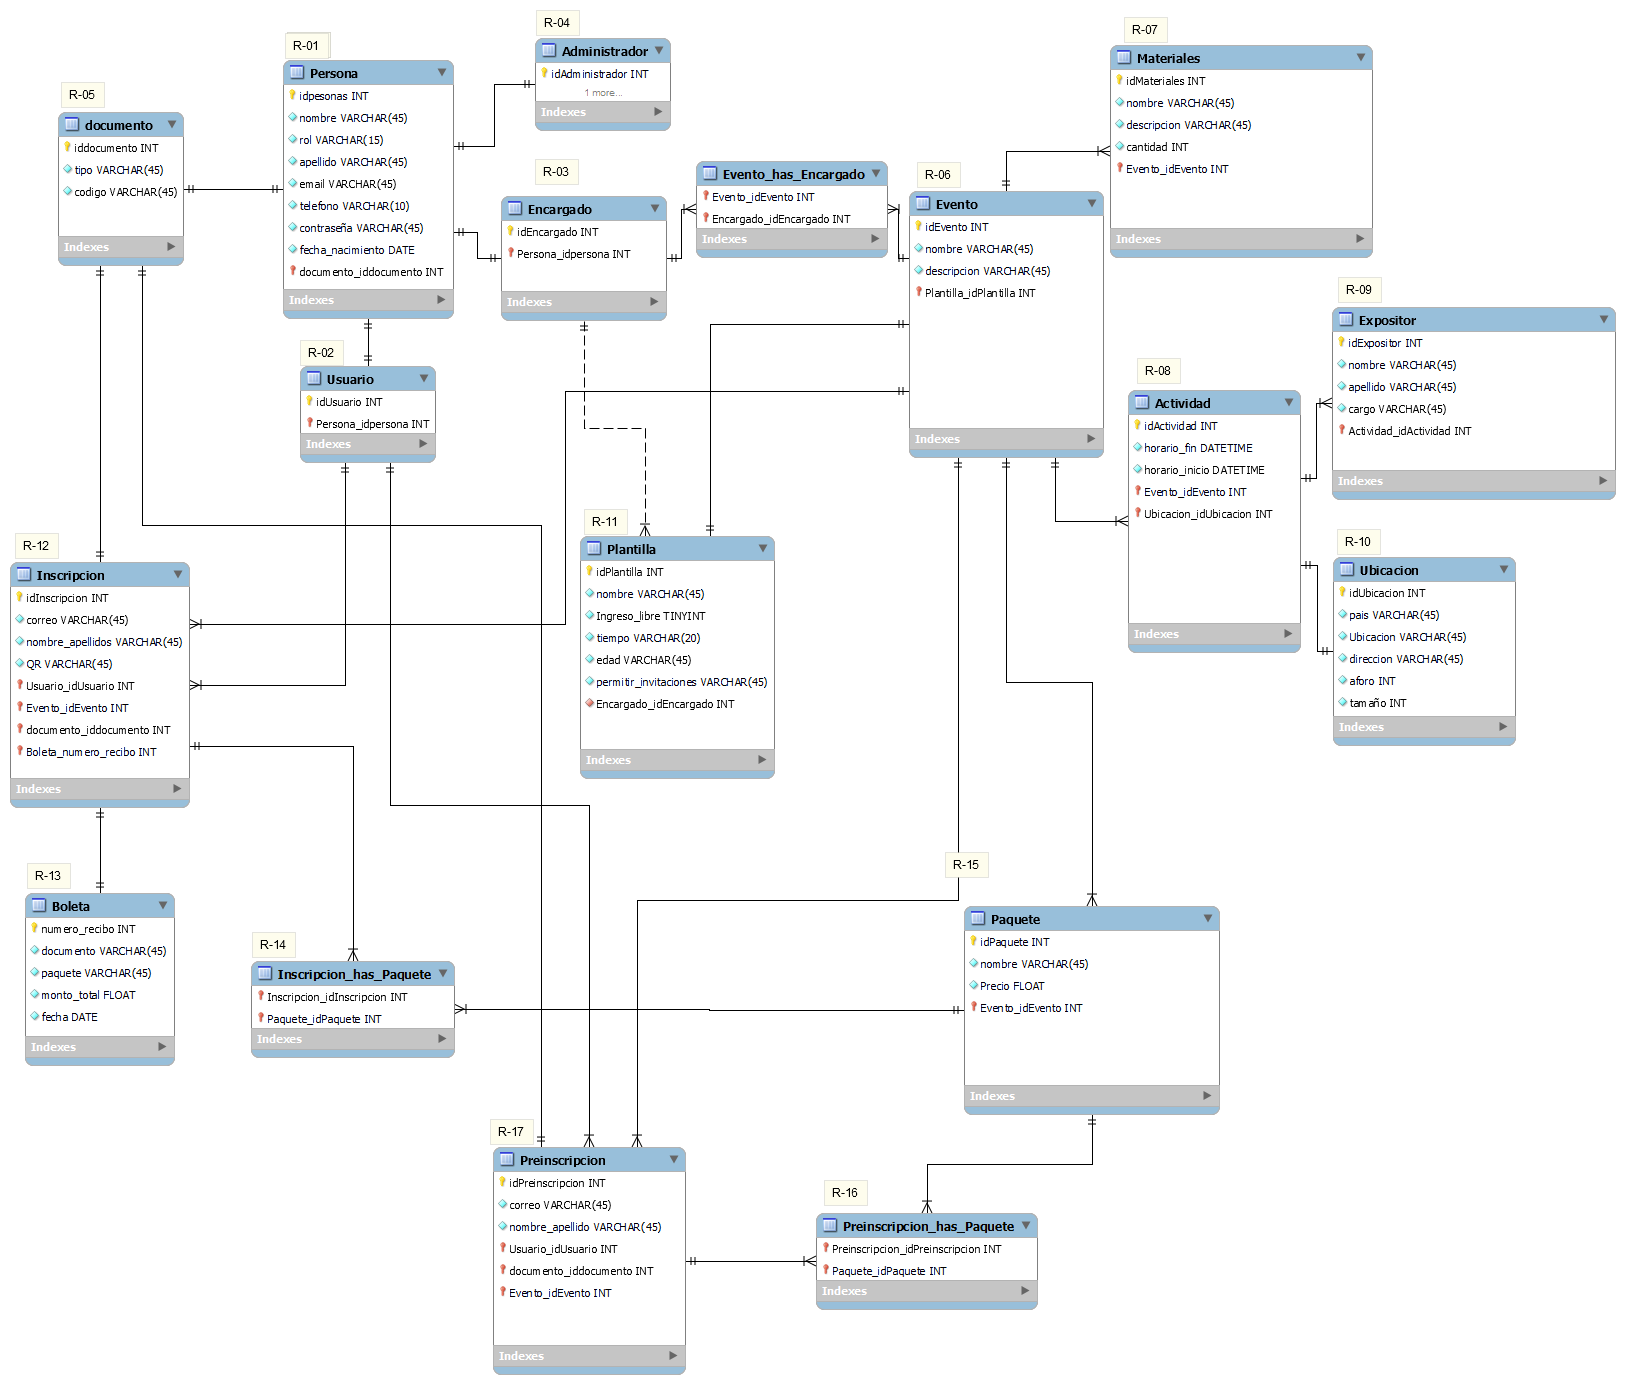 R-04
R-01
Administrador
idAdministrador INT
1 more...
Indexes
Persona
idpesonas INT
nombre VARCHAR(45)
rol VARCHAR(15)
apellido VARCHAR(45)
email VARCHAR(45)
telefono VARCHAR(10)
contraseña VARCHAR(45)
fecha_nacimiento DATE
documento_iddocumento INT
Indexes
R-05
documento
iddocumento INT
tipo VARCHAR(45)
codigo VARCHAR(45)
Indexes
R-03
Encargado
idEncargado INT
Persona_idpersona INT
Indexes
Evento_has_Encargado
Evento_idEvento INT
Encargado_idEncargado INT
Indexes
R-06
Evento
idEvento INT
nombre VARCHAR(45)
descripcion VARCHAR(45)
Plantilla_idPlantilla INT
Indexes
R-07
Materiales
idMateriales INT
nombre VARCHAR(45)
descripcion VARCHAR(45)
cantidad INT
Evento_idEvento INT
Indexes
R-09
Expositor
idExpositor INT
nombre VARCHAR(45)
apellido VARCHAR(45)
cargo VARCHAR(45)
Actividad_idActividad INT
Indexes
R-08
Actividad
idActividad INT
horario_fin DATETIME
horario_inicio DATETIME
Evento_idEvento INT
Ubicacion_idUbicacion INT
Indexes
R-02
Usuario
idUsuario INT
Persona_idpersona INT
Indexes
R-11
Plantilla
idPlantilla INT
nombre VARCHAR(45)
Ingreso_libre TINYINT
tiempo VARCHAR(20)
edad VARCHAR(45)
permitir_invitaciones VARCHAR(45)
Encargado_idEncargado INT
Indexes
R-10
Ubicacion
idUbicacion INT
pais VARCHAR(45)
Ubicacion VARCHAR(45)
direccion VARCHAR(45)
aforo INT
tamaño INT
Indexes
R-12
Inscripcion
idInscripcion INT
correo VARCHAR(45)
nombre_apellidos VARCHAR(45)
QR VARCHAR(45)
Usuario_idUsuario INT
Evento_idEvento INT
documento_iddocumento INT
Boleta_numero_recibo INT
Indexes
R-13
Boleta
numero_recibo INT
documento VARCHAR(45)
paquete VARCHAR(45)
monto_total FLOAT
fecha DATE
Indexes
R-14
Inscripcion_has_Paquete
Inscripcion_idInscripcion INT
Paquete_idPaquete INT
Indexes
R-15
Paquete
idPaquete INT
nombre VARCHAR(45)
Precio FLOAT
Evento_idEvento INT
Indexes
R-17
Preinscripcion
idPreinscripcion INT
correo VARCHAR(45)
nombre_apellido VARCHAR(45)
Usuario_idUsuario INT
documento_iddocumento INT
Evento_idEvento INT
Indexes
R-16
Preinscripcion_has_Paquete
Preinscripcion_idPreinscripcion INT
Paquete_idPaquete INT
Indexes